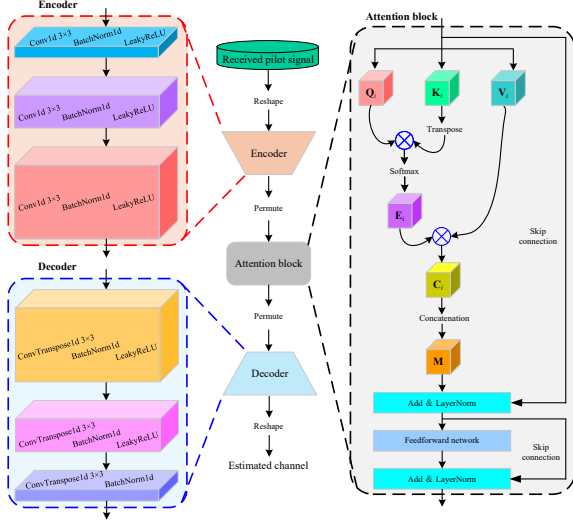 Encoder
Conv1d 3×3 BatchNorm1d LeakyReLU
Conv1d 3×3 BatchNorm1d LeakyReLU
Conv1d 3×3 BatchNorm1d LeakyReLU
Decoder
ConvTranspose1d 3×3 BatchNorm1d LeakyReLU
ConvTranspose1d 3×3 BatchNorm1d LeakyReLU
ConvTranspose1d 3×3 BatchNorm1d
Received pilot signal
Reshape
Encoder
Permute
Attention block
Permute
Decoder
Reshape
Estimated channel
Attention block
Q_i K_i V_i
Transpose
Softmax
E_i
Skip
connection
C_i
Concatenation
M
Add & LayerNorm
Feedforward network
Skip
connection
Add & LayerNorm